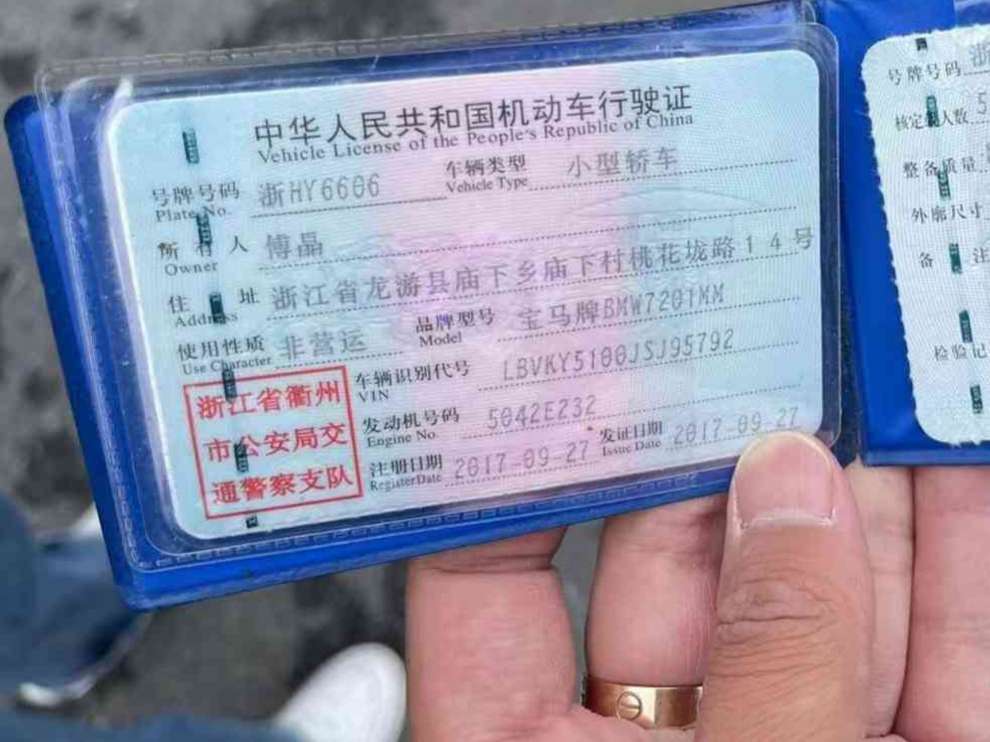 中华人民共和国机动车行驶证
Vehicle License of the People's Republic of China
号牌号码 浙HY6606 车辆类型 小型轿车
Plate No. Vehicle Type
所有人 傅晶
Owner
住址 浙江省龙游县庙下乡庙下村桃花垅路14号
Address
使用性质 非营运 品牌型号 宝马牌BMW7201MM
Use Character Model
车辆识别代号 LBVKY5100JSJ95792
VIN
发动机号码 5042E232
Engine No.
注册日期 2017-09-27 发证日期 2017-09-27
Register Date Issue Date
浙江省衢州
市公安局交
通警察支队
号牌号码 浙
核定载人数 5
整备质量
外廓尺寸
备注
检验记